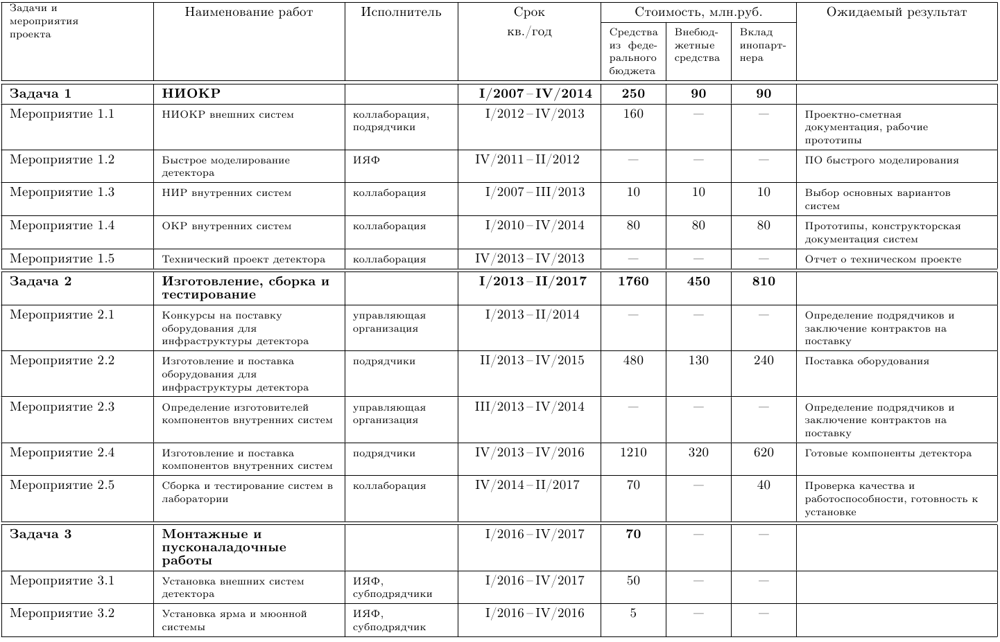 Задачи и
мероприятия
проекта
Наименование работ
Исполнитель
Срок
кв./год
Стоимость, млн.руб.
Средства
из феде-
рального
бюджета
Внебюд-
жетные
средства
Вклад
инопарт-
нера
Ожидаемый результат
Задача 1
НИОКР
I/2007 – IV/2014
250
90
90
Мероприятие 1.1
НИОКР внешних систем
коллаборация,
подрядчики
I/2012 – IV/2013
160
—
—
Проектно-сметная
документация, рабочие
прототипы
Мероприятие 1.2
Быстрое моделирование
детектора
ИЯФ
IV/2011 – II/2012
—
—
—
ПО быстрого моделирования
Мероприятие 1.3
НИР внутренних систем
коллаборация
I/2007 – III/2013
10
10
10
Выбор основных вариантов
систем
Мероприятие 1.4
ОКР внутренних систем
коллаборация
I/2010 – IV/2014
80
80
80
Прототипы, конструкторская
документация систем
Мероприятие 1.5
Технический проект детектора
коллаборация
IV/2013 – IV/2013
—
—
—
Отчет о техническом проекте
Задача 2
Изготовление, сборка и
тестирование
I/2013 – II/2017
1760
450
810
Мероприятие 2.1
Конкурсы на поставку
оборудования для
инфраструктуры детектора
управляющая
организация
I/2013 – II/2014
—
—
—
Определение подрядчиков и
заключение контрактов на
поставку
Мероприятие 2.2
Изготовление и поставка
оборудования для
инфраструктуры детектора
подрядчики
II/2013 – IV/2015
480
130
240
Поставка оборудования
Мероприятие 2.3
Определение изготовителей
компонентов внутренних систем
управляющая
организация
III/2013 – IV/2014
—
—
—
Определение подрядчиков и
заключение контрактов на
поставку
Мероприятие 2.4
Изготовление и поставка
компонентов внутренних систем
подрядчики
IV/2013 – IV/2016
1210
320
620
Готовые компоненты детектора
Мероприятие 2.5
Сборка и тестирование систем в
лаборатории
коллаборация
IV/2014 – II/2017
70
—
40
Проверка качества и
работоспособности, готовность к
установке
Задача 3
Монтажные и
пусконаладочные
работы
I/2016 – IV/2017
70
—
—
Мероприятие 3.1
Установка внешних систем
детектора
ИЯФ,
субподрядчики
I/2016 – IV/2017
50
—
—
Мероприятие 3.2
Установка ярма и мюонной
системы
ИЯФ,
субподрядчик
I/2016 – IV/2016
5
—
—